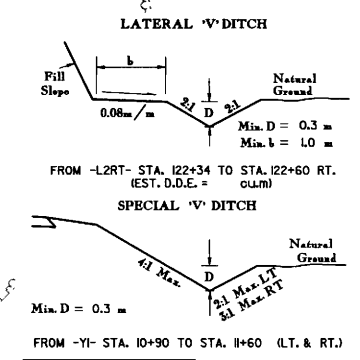 LATERAL 'V' DITCH
b
Fill
Slope
Natural
Ground
2:1
D
2:1
0.08m/m
Min. D = 0.3 m
Min. b = 1.0 m
FROM -L2RT- STA. 122+34 TO STA. 122+60 RT.
(EST. D.D.E. = cu.m)
SPECIAL 'V' DITCH
Natural
Ground
4:1 Max.
D
2:1 Max. LT
3:1 Max. RT
Min. D = 0.3 m
FROM -Y1- STA. 10+90 TO STA. 11+60 (LT. & RT.)